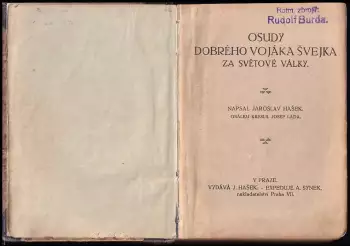 Rudolf Burda.
OSUDY
DOBRÉHO VOJÁKA ŠVEJKA
ZA SVĚTOVÉ VÁLKY.
NAPSAL JAROSLAV HAŠEK.
OBÁLKU KRESLIL JOSEF LADA.
V PRAZE.
VYDÁVÁ J. HAŠEK. - EXPEDUJE A. SYNEK,
nakladatelství Praha VII.